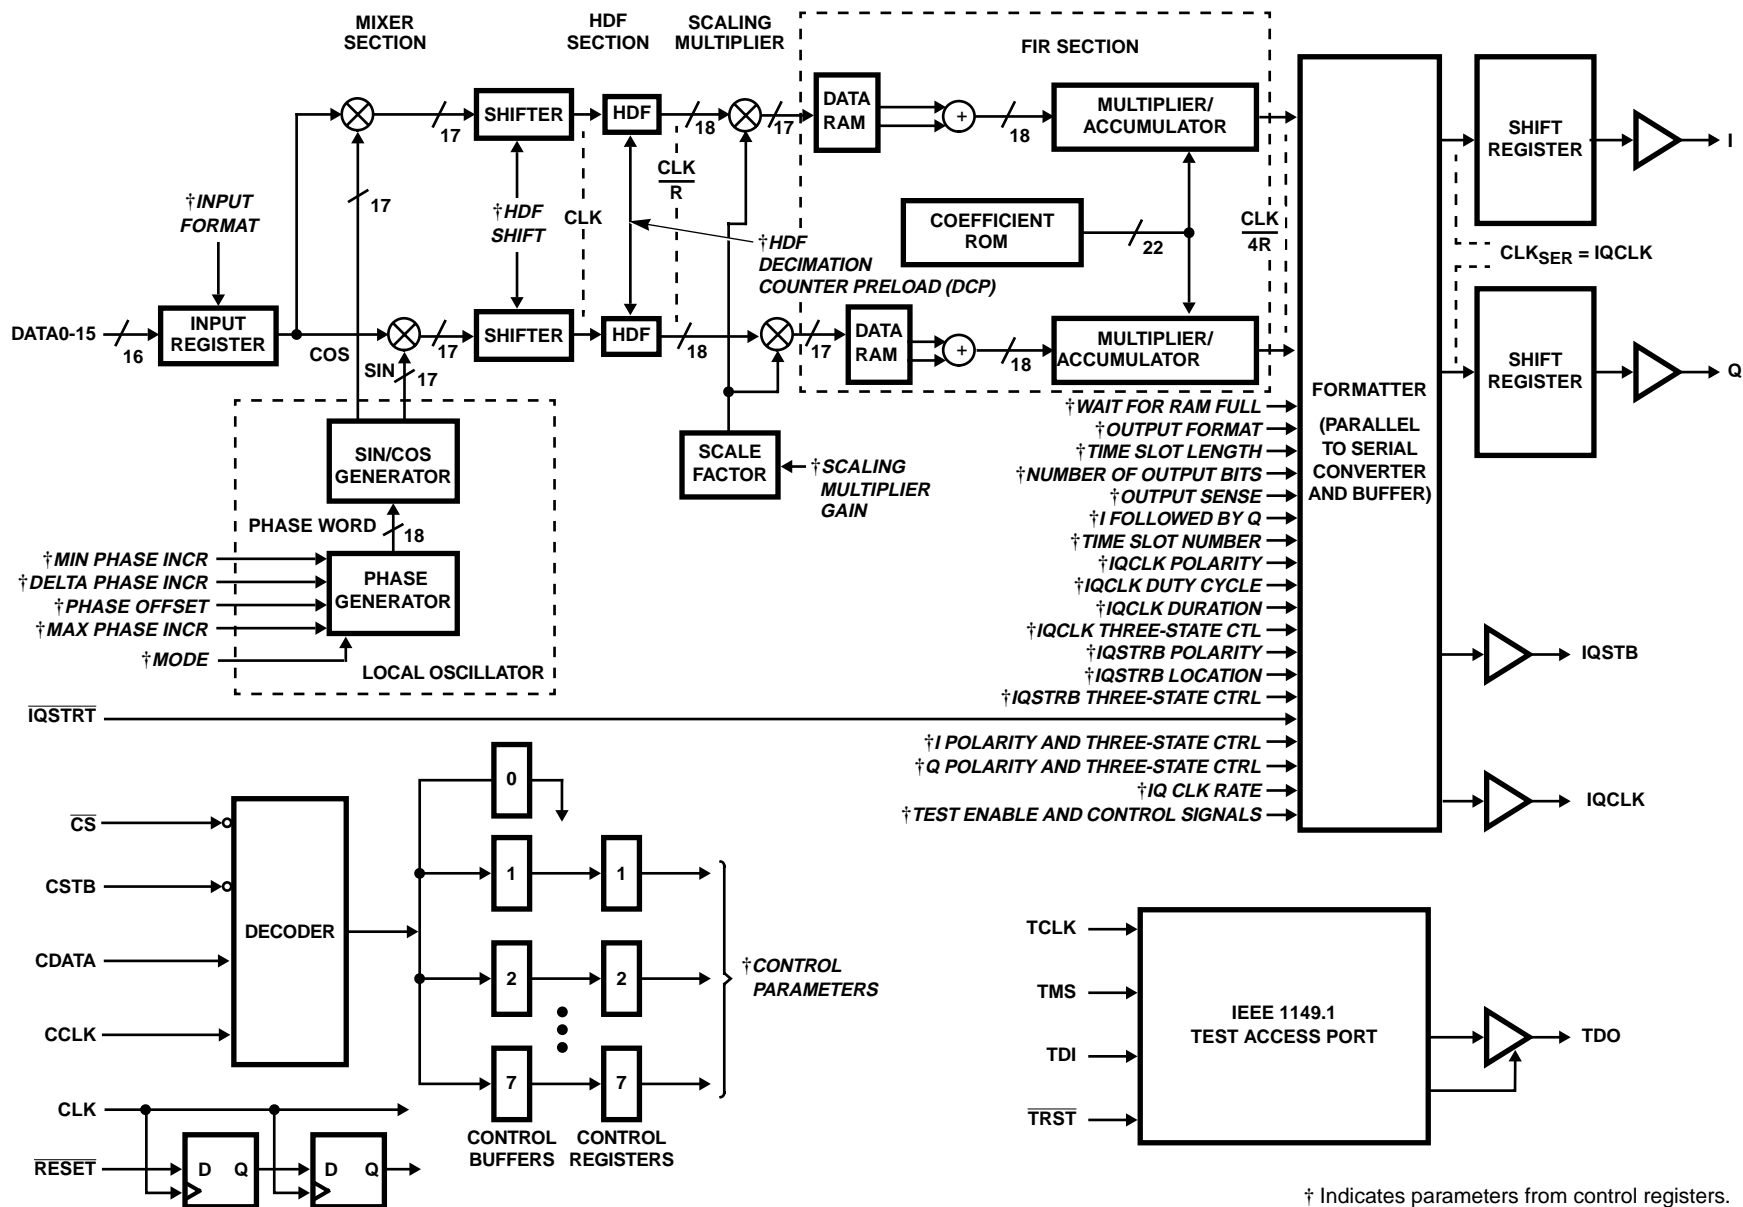 MIXER SECTION
HDF SECTION
SCALING MULTIPLIER
FIR SECTION
DATA RAM
MULTIPLIER/ ACCUMULATOR
SHIFTER
HDF
17
18
17
+
18
SHIFT REGISTER
I
17
†INPUT FORMAT
†HDF SHIFT
CLK
CLK
R
†HDF DECIMATION COUNTER PRELOAD (DCP)
COEFFICIENT ROM
22
CLK
4R
CLKSER = IQCLK
DATA0-15
16
INPUT REGISTER
COS
SIN
17
17
SHIFTER
HDF
18
17
DATA RAM
+
18
MULTIPLIER/ ACCUMULATOR
SHIFT REGISTER
Q
FORMATTER
(PARALLEL
TO SERIAL
CONVERTER
AND BUFFER)
SIN/COS GENERATOR
SCALE FACTOR
†SCALING MULTIPLIER GAIN
PHASE WORD
18
PHASE GENERATOR
†MIN PHASE INCR
†DELTA PHASE INCR
†PHASE OFFSET
†MAX PHASE INCR
†MODE
LOCAL OSCILLATOR
†WAIT FOR RAM FULL
†OUTPUT FORMAT
†TIME SLOT LENGTH
†NUMBER OF OUTPUT BITS
†OUTPUT SENSE
†I FOLLOWED BY Q
†TIME SLOT NUMBER
†IQCLK POLARITY
†IQCLK DUTY CYCLE
†IQCLK DURATION
†IQCLK THREE-STATE CTL
†IQSTRB POLARITY
†IQSTRB LOCATION
†IQSTRB THREE-STATE CTRL
IQSTRT
†I POLARITY AND THREE-STATE CTRL
†Q POLARITY AND THREE-STATE CTRL
†IQ CLK RATE
†TEST ENABLE AND CONTROL SIGNALS
IQSTB
IQCLK
CS
CSTB
CDATA
CCLK
DECODER
0
1
1
2
2
7
7
CONTROL BUFFERS
CONTROL REGISTERS
†CONTROL PARAMETERS
CLK
RESET
D Q
D Q
TCLK
TMS
TDI
TRST
IEEE 1149.1
TEST ACCESS PORT
TDO
† Indicates parameters from control registers.